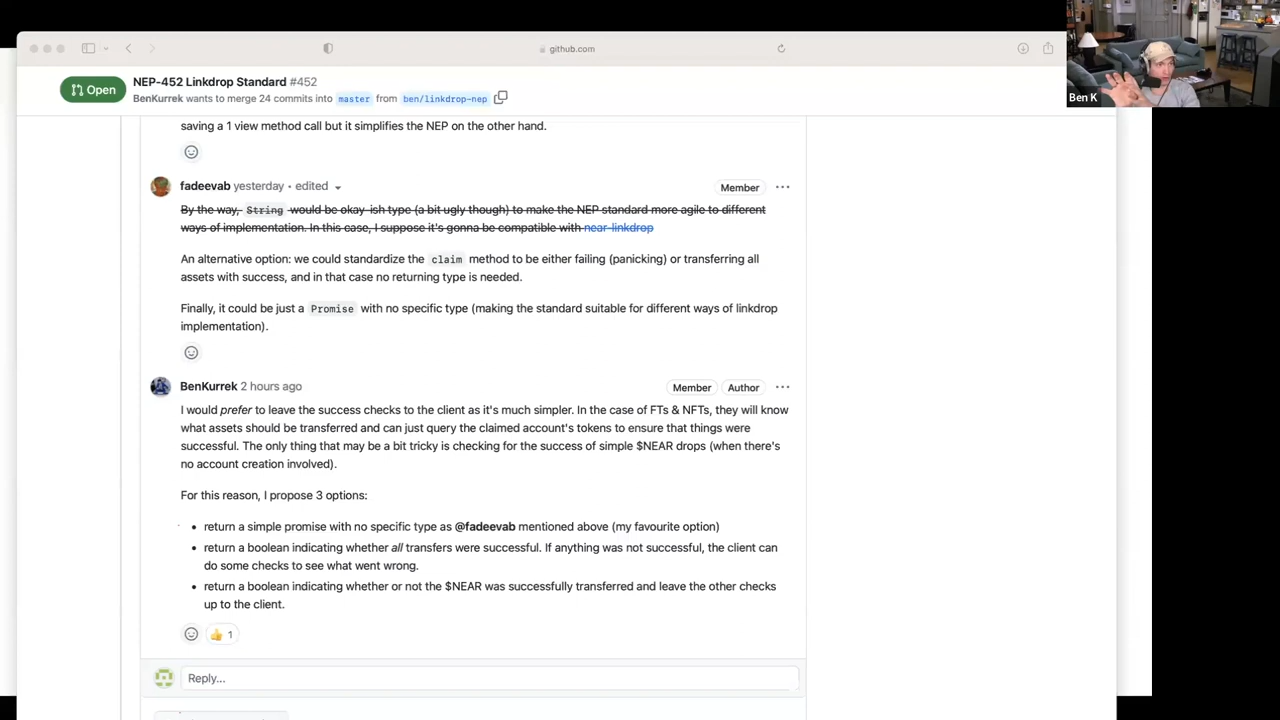 github.com
Open
NEP-452 Linkdrop Standard #452
BenKurrek wants to merge 24 commits into master from ben/linkdrop-nep
Ben K
saving a 1 view method call but it simplifies the NEP on the other hand.
fadeevab yesterday • edited
Member
By the way, String would be okay-ish type (a bit ugly though) to make the NEP standard more agile to different
ways of implementation. In this case, I suppose it's gonna be compatible with near-linkdrop
An alternative option: we could standardize the claim method to be either failing (panicking) or transferring all
assets with success, and in that case no returning type is needed.
Finally, it could be just a Promise with no specific type (making the standard suitable for different ways of linkdrop
implementation).
BenKurrek 2 hours ago
Member Author
I would prefer to leave the success checks to the client as it's much simpler. In the case of FTs & NFTs, they will know
what assets should be transferred and can just query the claimed account's tokens to ensure that things were
successful. The only thing that may be a bit tricky is checking for the success of simple $NEAR drops (when there's
no account creation involved).
For this reason, I propose 3 options:
• return a simple promise with no specific type as @fadeevab mentioned above (my favourite option)
• return a boolean indicating whether all transfers were successful. If anything was not successful, the client can
do some checks to see what went wrong.
• return a boolean indicating whether or not the $NEAR was successfully transferred and leave the other checks
up to the client.
👍 1
Reply...